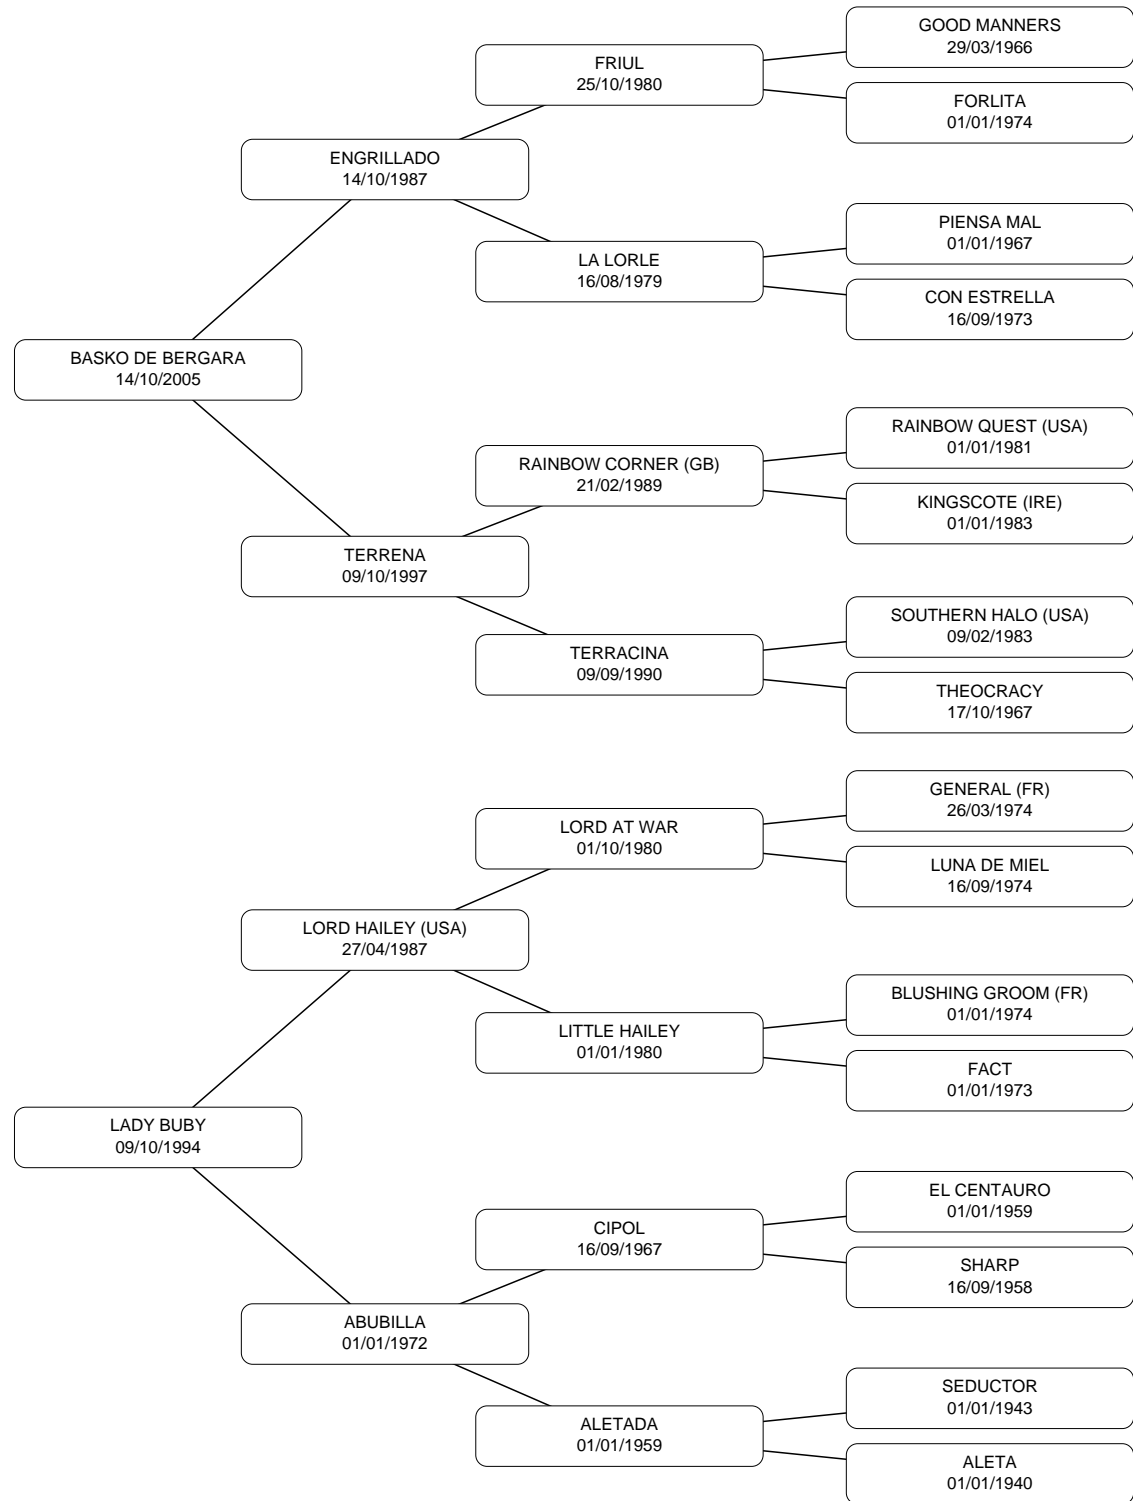 GOOD MANNERS
29/03/1966
FRIUL
25/10/1980
FORLITA
01/01/1974
ENGRILLADO
14/10/1987
PIENSA MAL
01/01/1967
LA LORLE
16/08/1979
CON ESTRELLA
16/09/1973
BASKO DE BERGARA
14/10/2005
RAINBOW QUEST (USA)
01/01/1981
RAINBOW CORNER (GB)
21/02/1989
KINGSCOTE (IRE)
01/01/1983
TERRENA
09/10/1997
SOUTHERN HALO (USA)
09/02/1983
TERRACINA
09/09/1990
THEOCRACY
17/10/1967
GENERAL (FR)
26/03/1974
LORD AT WAR
01/10/1980
LUNA DE MIEL
16/09/1974
LORD HAILEY (USA)
27/04/1987
BLUSHING GROOM (FR)
01/01/1974
LITTLE HAILEY
01/01/1980
FACT
01/01/1973
LADY BUBY
09/10/1994
EL CENTAURO
01/01/1959
CIPOL
16/09/1967
SHARP
16/09/1958
ABUBILLA
01/01/1972
SEDUCTOR
01/01/1943
ALETADA
01/01/1959
ALETA
01/01/1940